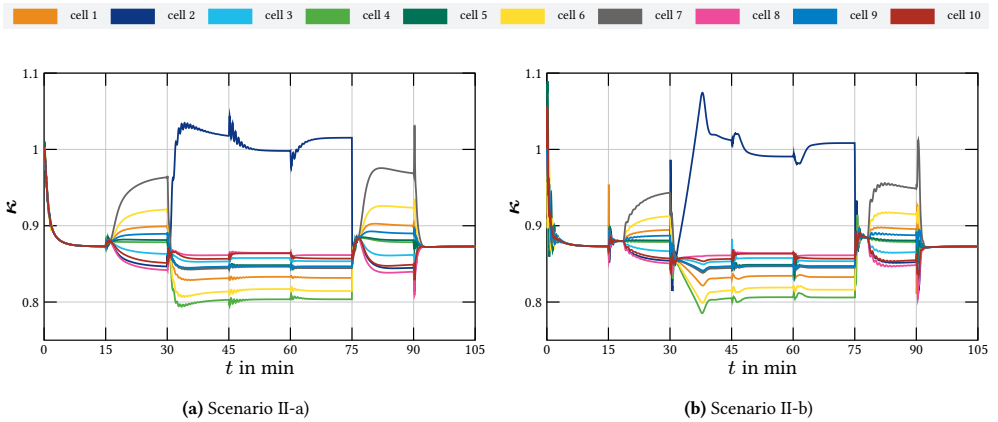 cell 1 cell 2 cell 3 cell 4 cell 5 cell 6 cell 7 cell 8 cell 9 cell 10
1.1
1
0.9
0.8
κ
0 15 30 45 60 75 90 105
t in min
(a) Scenario II-a)
1.1
1
0.9
0.8
κ
0 15 30 45 60 75 90 105
t in min
(b) Scenario II-b)